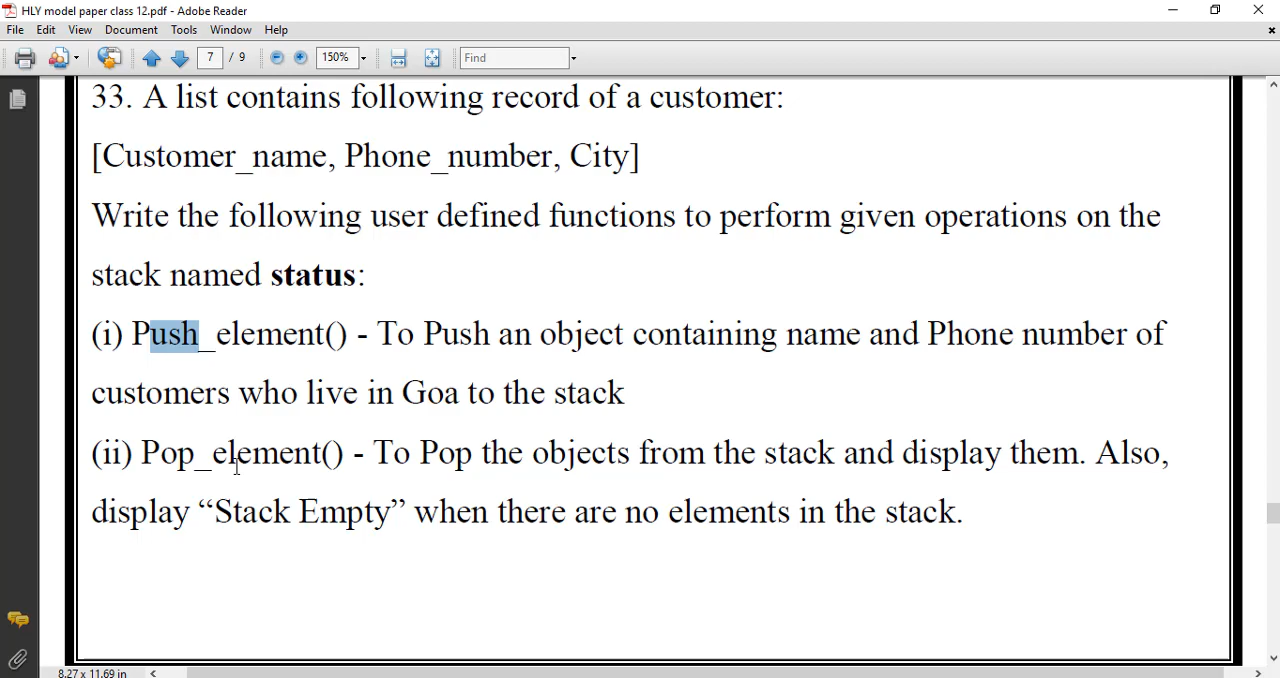 HLY model paper class 12.pdf - Adobe Reader
File Edit View Document Tools Window Help
7 / 9 150% Find
33. A list contains following record of a customer:
[Customer_name, Phone_number, City]
Write the following user defined functions to perform given operations on the
stack named status:
(i) Push_element() - To Push an object containing name and Phone number of
customers who live in Goa to the stack
(ii) Pop_element() - To Pop the objects from the stack and display them. Also,
display “Stack Empty” when there are no elements in the stack.
8.27 x 11.69 in